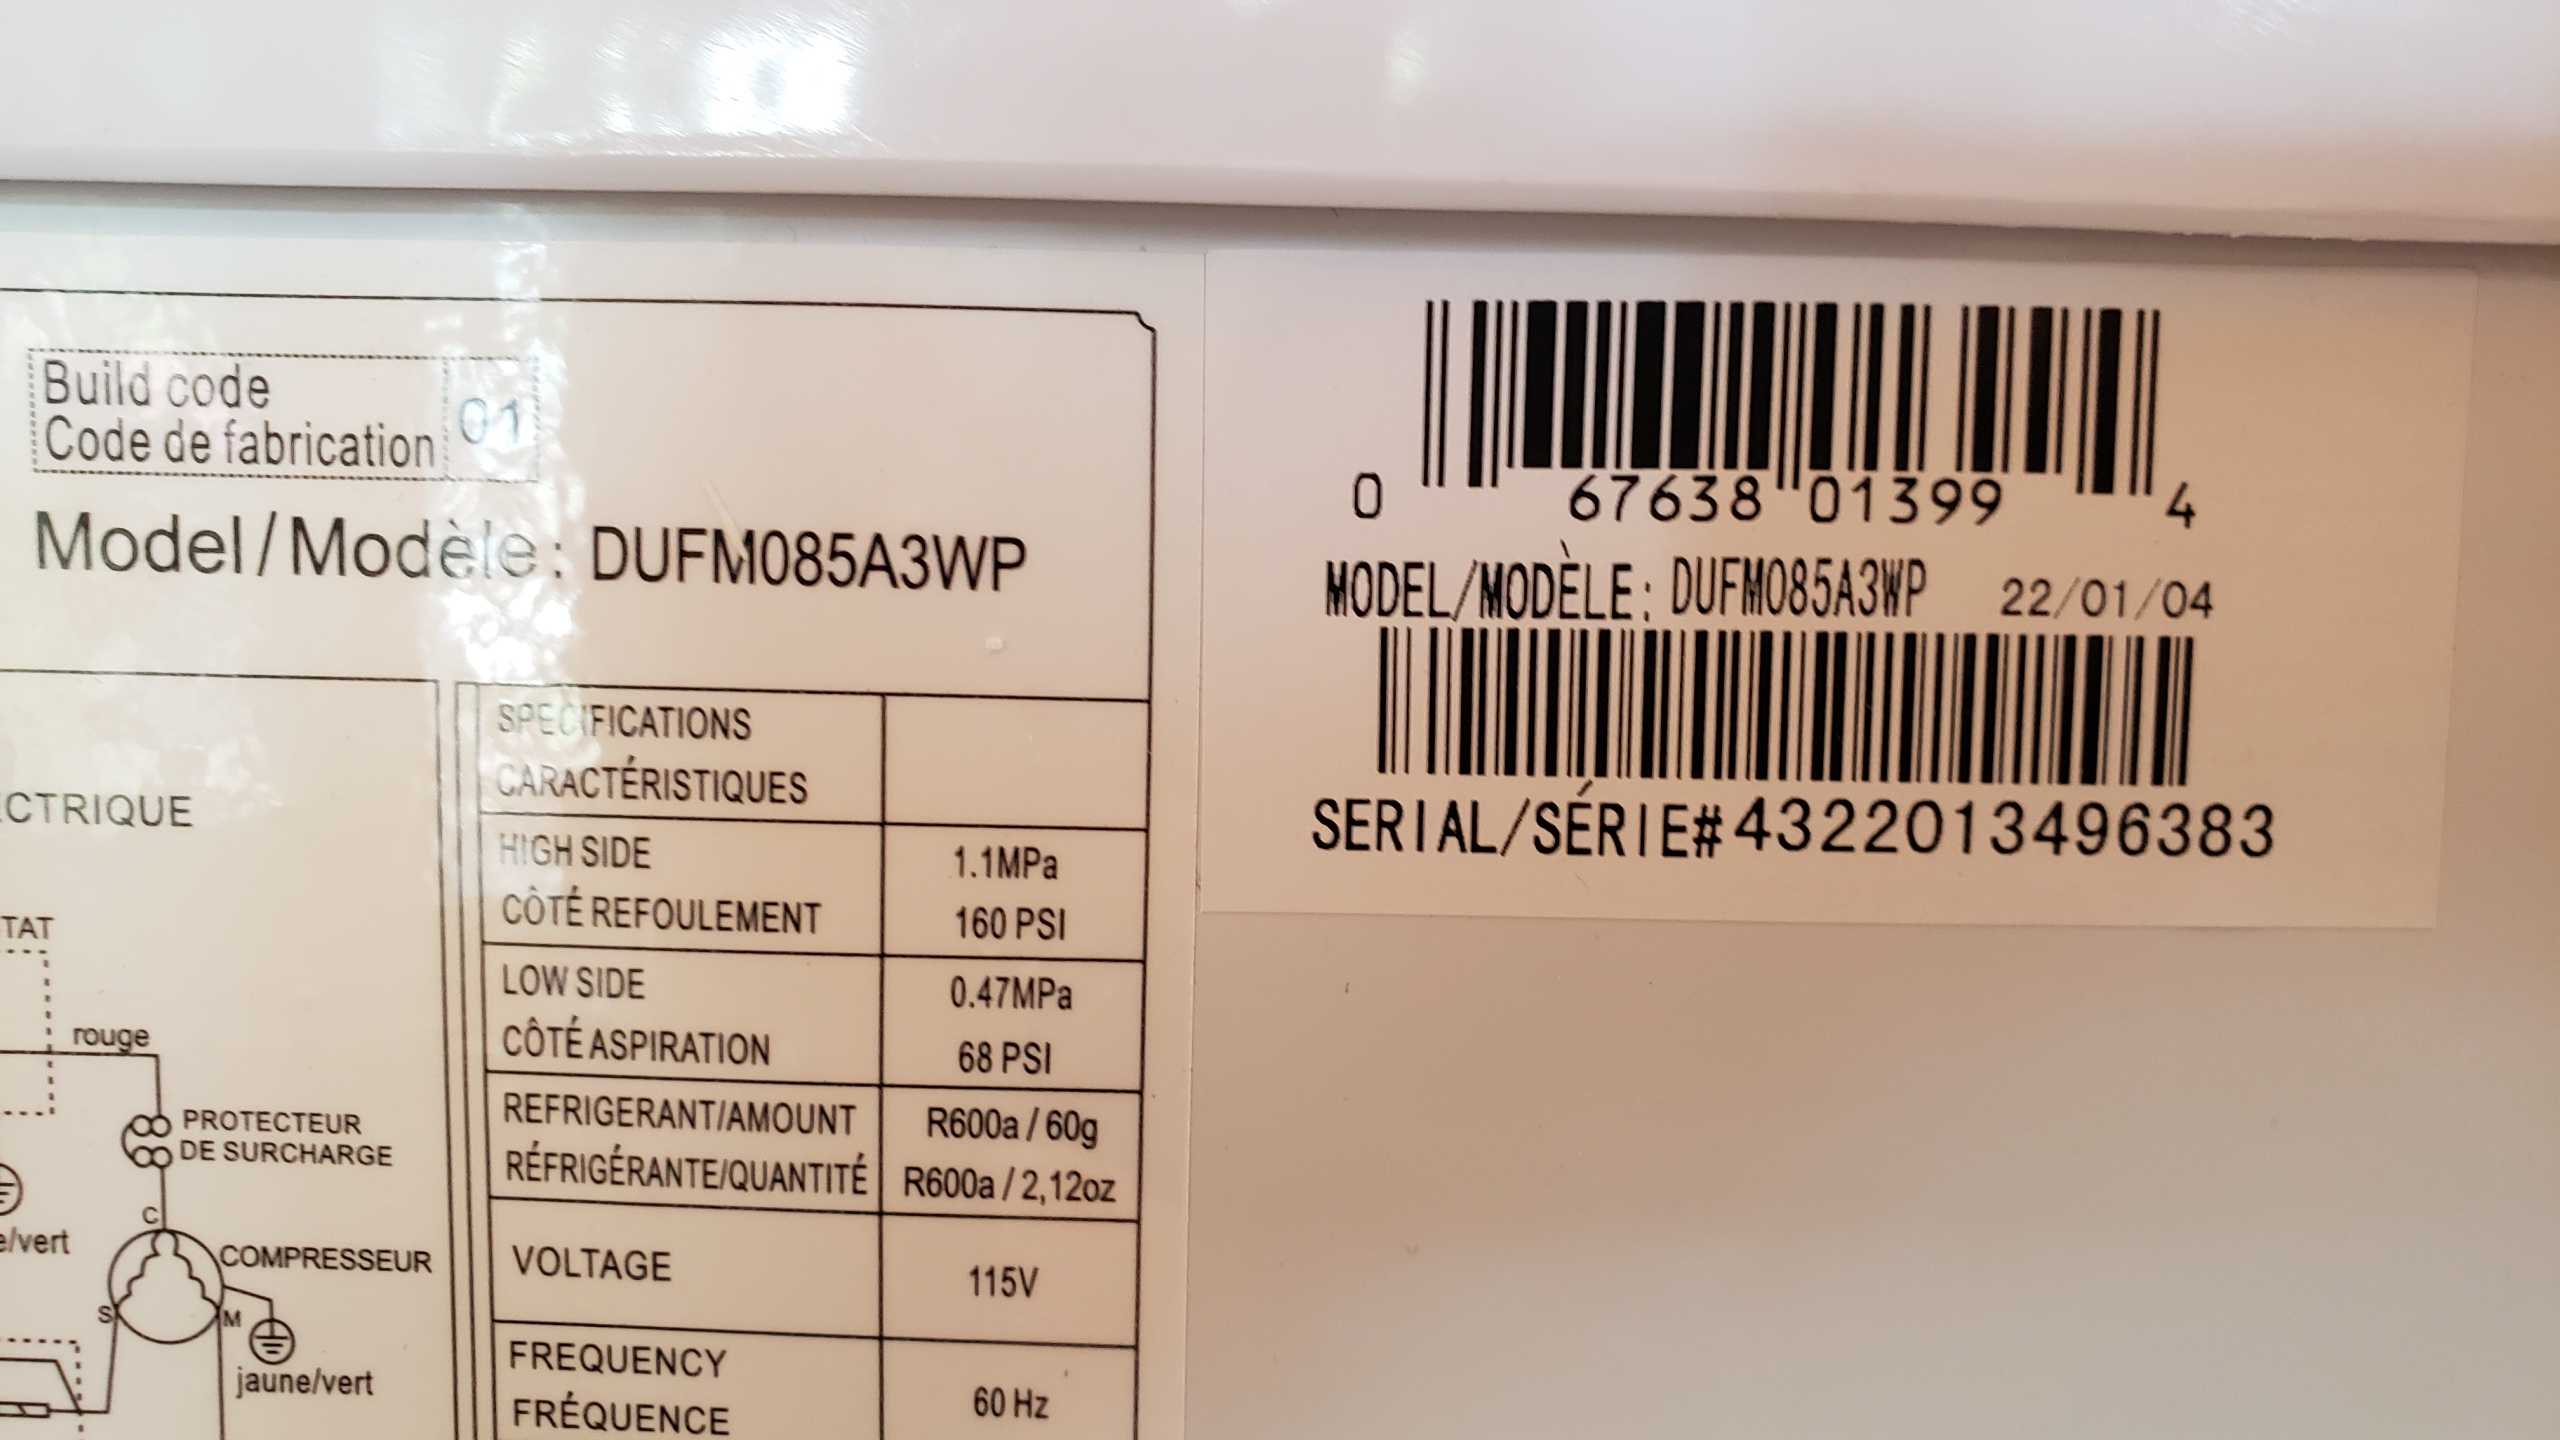 Build code
Code de fabrication
01
Model/Modèle: DUFM085A3WP
ECTRIQUE
TAT
rouge
PROTECTEUR
DE SURCHARGE
C
COMPRESSEUR
S
M
e/vert
jaune/vert
SPECIFICATIONS
CARACTÉRISTIQUES
HIGH SIDE
CÔTÉ REFOULEMENT
1.1MPa
160 PSI
LOW SIDE
CÔTÉ ASPIRATION
0.47MPa
68 PSI
REFRIGERANT/AMOUNT
RÉFRIGÉRANTE/QUANTITÉ
R600a / 60g
R600a / 2,12oz
VOLTAGE
115V
FREQUENCY
FRÉQUENCE
60 Hz
0 67638 01399 4
MODEL/MODÈLE: DUFM085A3WP 22/01/04
SERIAL/SÉRIE#4322013496383